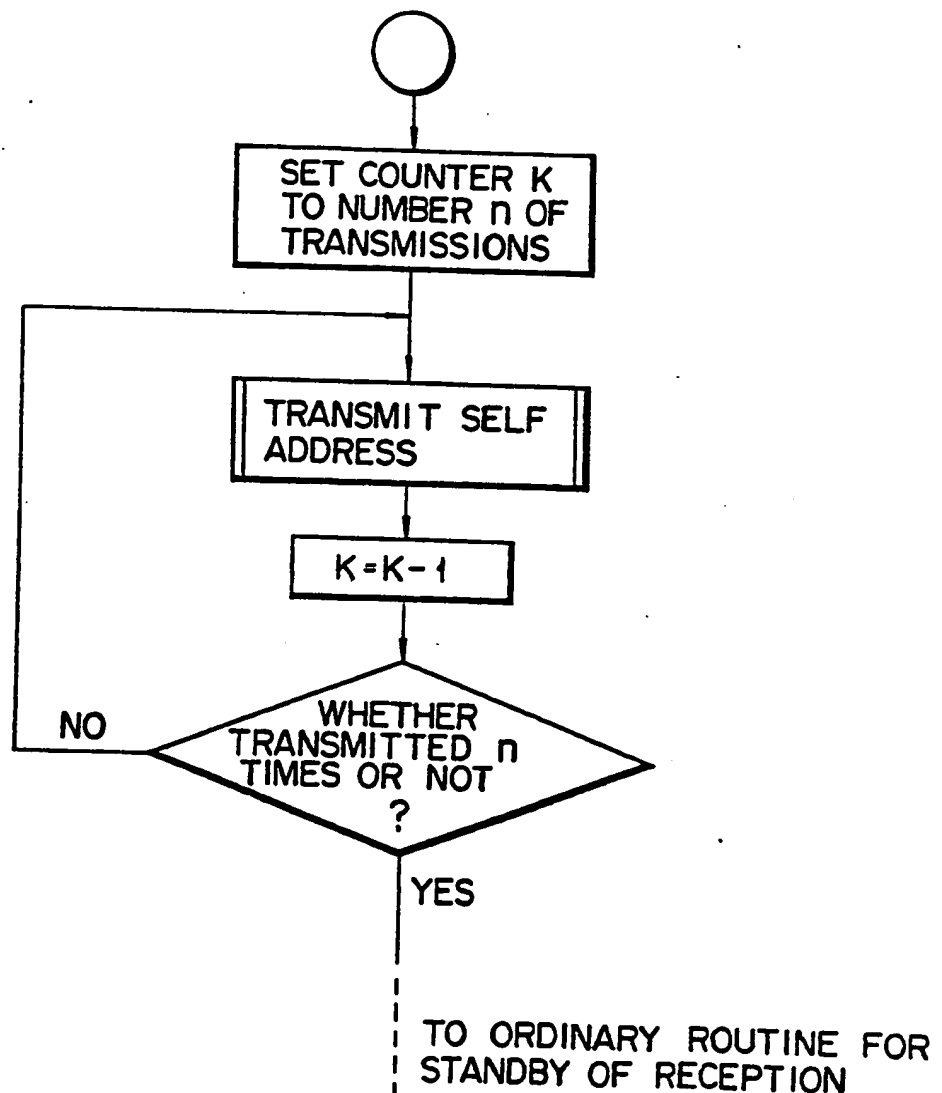 SET COUNTER K
TO NUMBER n OF
TRANSMISSIONS
TRANSMIT SELF
ADDRESS
K=K-1
NO
WHETHER
TRANSMITTED n
TIMES OR NOT
?
YES
TO ORDINARY ROUTINE FOR
STANDBY OF RECEPTION